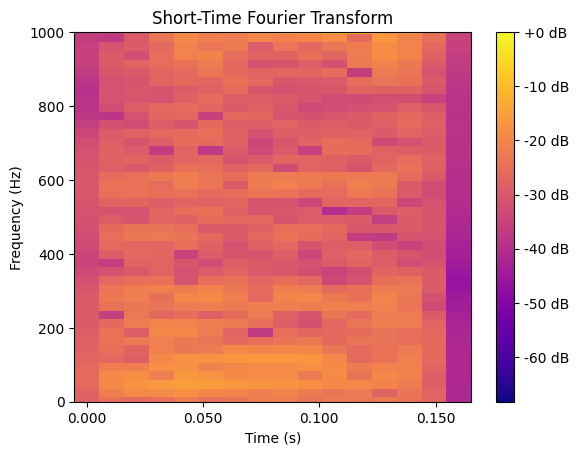 Short-Time Fourier Transform
1000
800
600
400
200
0
Frequency (Hz)
0.000
0.050
0.100
0.150
Time (s)
+0 dB
-10 dB
-20 dB
-30 dB
-40 dB
-50 dB
-60 dB